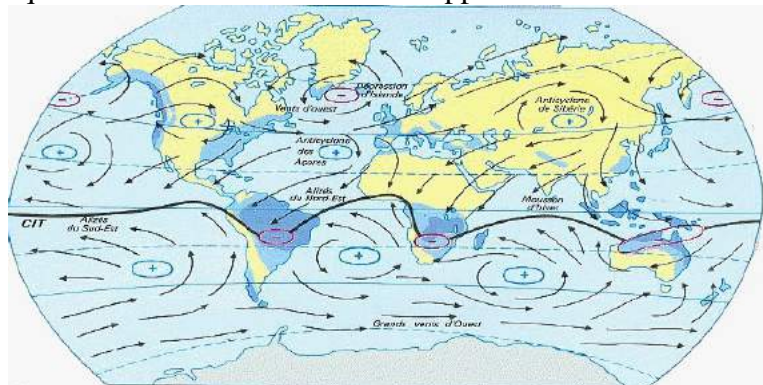 Dépression
d'Islande
Vents d'ouest
Anticyclone
de Sibérie
Anticyclone
des
Açores
Alizés
du Nord-Est
Mousson
d'hiver
CIT
Alizés
du Sud-Est
Grands vents d'Ouest